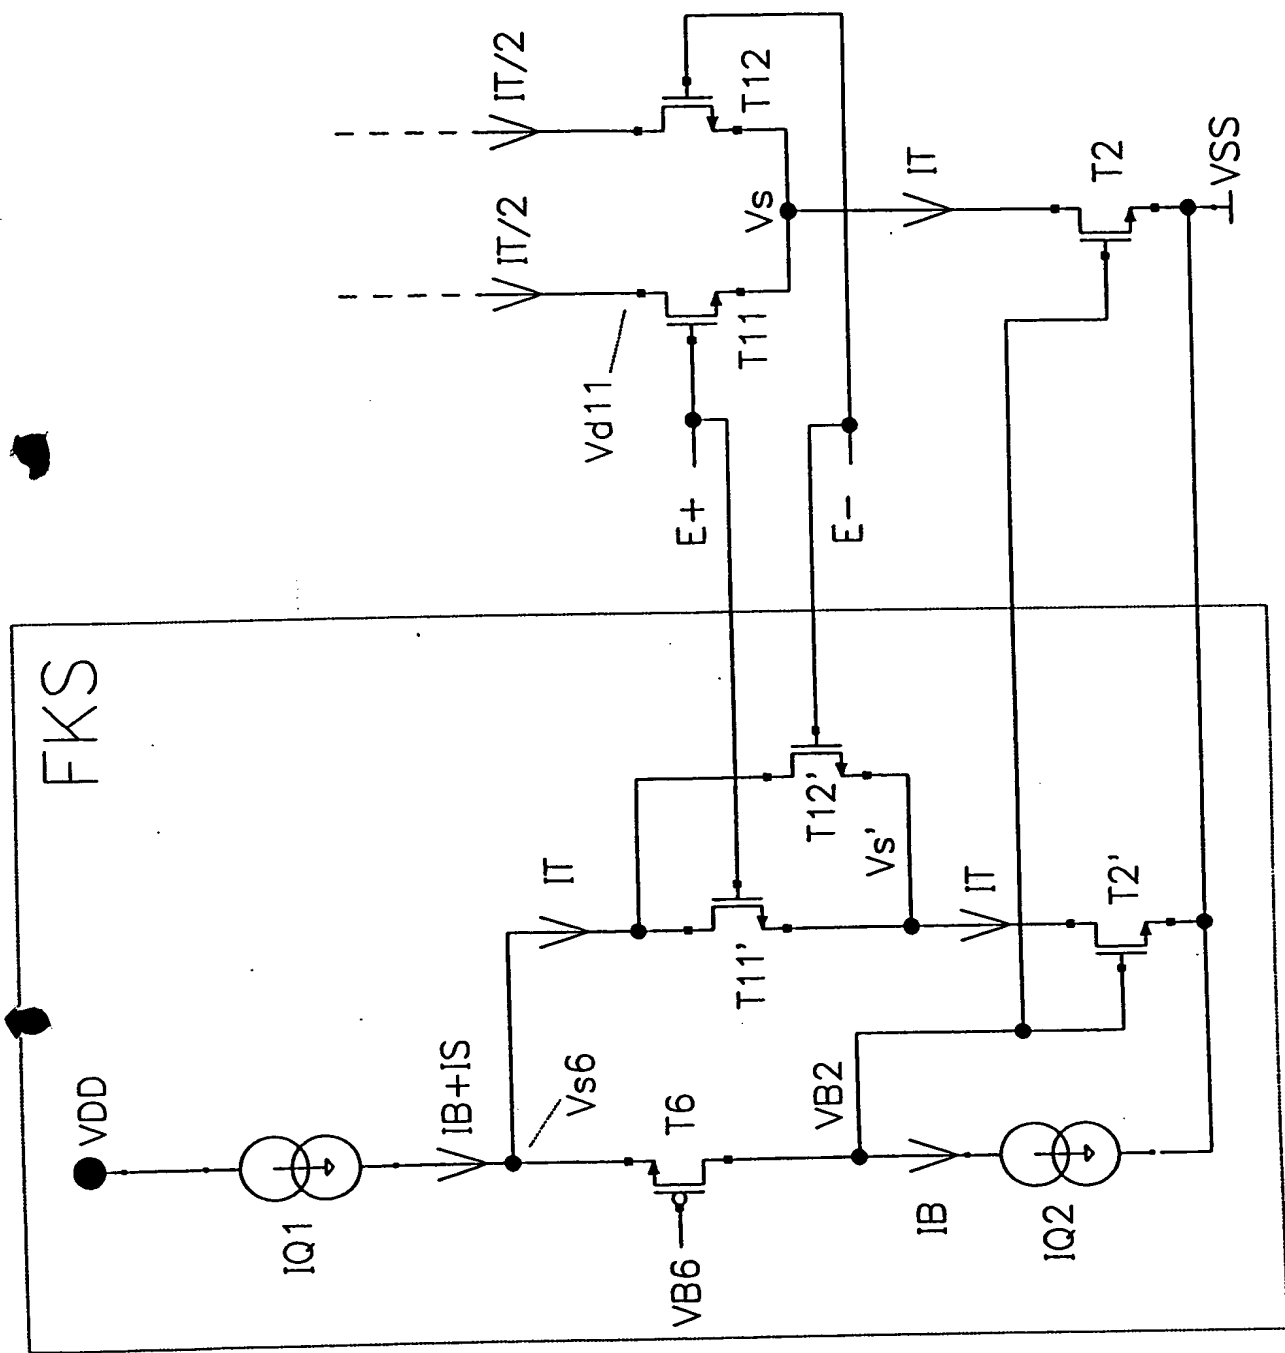 FKS
VDD
IQ1
IB+IS
Vs6
VB6
T6
VB2
IB
IQ2
IT
T11'
T12'
Vs'
IT
T2'
E+
E-
Vd11
IT/2
IT/2
T11
T12
Vs
IT
T2
VSS